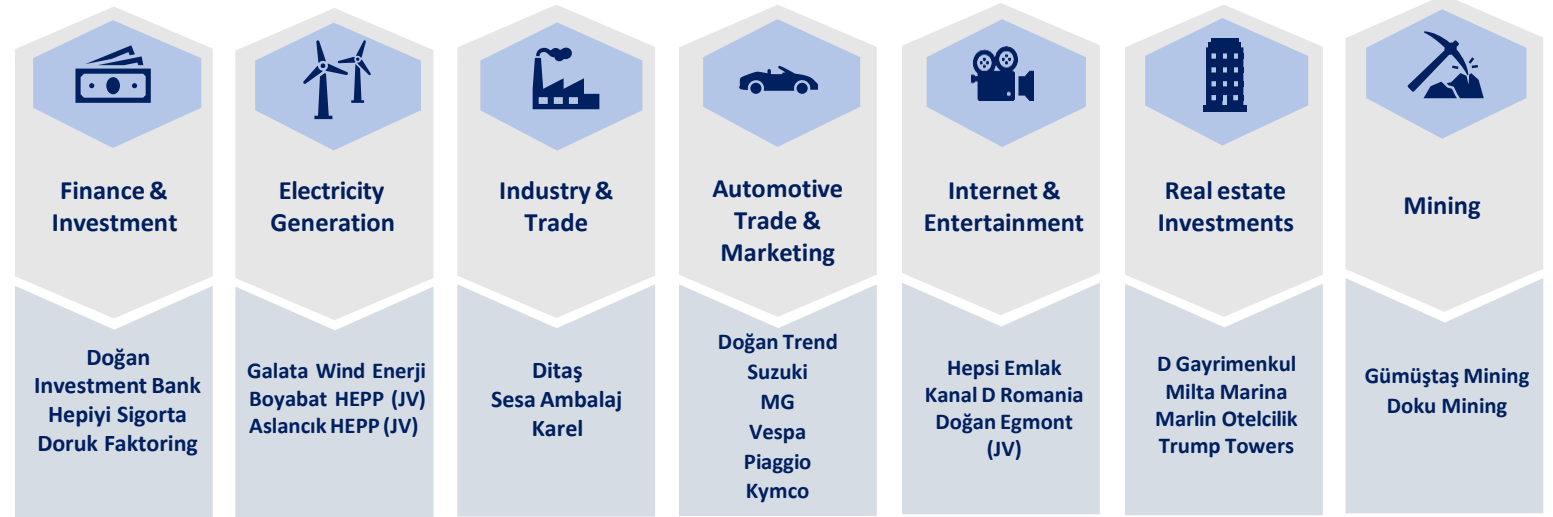 Finance &
Investment
Doğan
Investment Bank
Hepiyi Sigorta
Doruk Faktoring
Electricity
Generation
Galata Wind Enerji
Boyabat HEPP (JV)
Aslancık HEPP (JV)
Industry &
Trade
Ditaş
Sesa Ambalaj
Karel
Automotive
Trade &
Marketing
Doğan Trend
Suzuki
MG
Vespa
Piaggio
Kymco
Internet &
Entertainment
Hepsi Emlak
Kanal D Romania
Doğan Egmont
(JV)
Real estate
Investments
D Gayrimenkul
Milta Marina
Marlin Otelcilik
Trump Towers
Mining
Gümüştaş Mining
Doku Mining